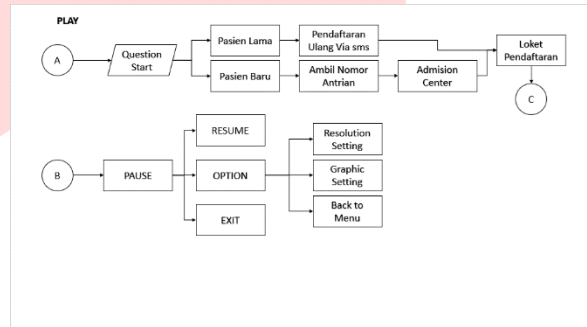 PLAY
A
Question
Start
Pasien Lama
Pendaftaran
Ulang Via sms
Pasien Baru
Ambil Nomor
Antrian
Admision
Center
Loket
Pendaftaran
C
B
PAUSE
RESUME
OPTION
EXIT
Resolution
Setting
Graphic
Setting
Back to
Menu